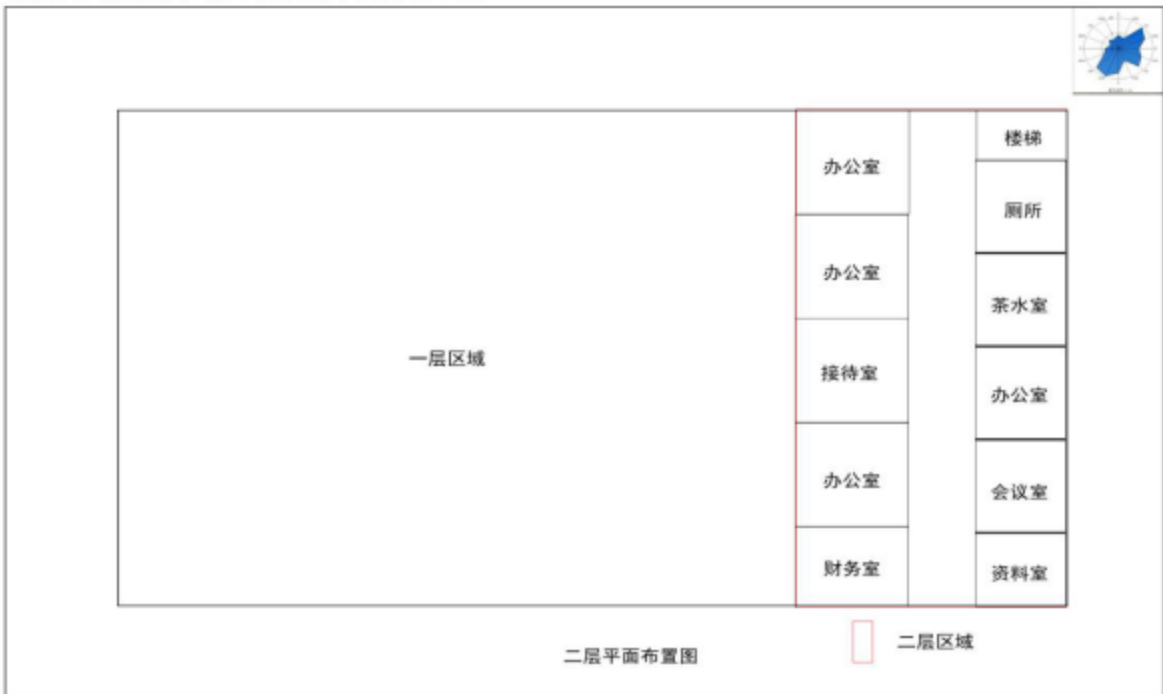 楼梯
办公室
厕所
办公室
茶水室
一层区域
接待室
办公室
办公室
会议室
财务室
资料室
二层区域
二层平面布置图